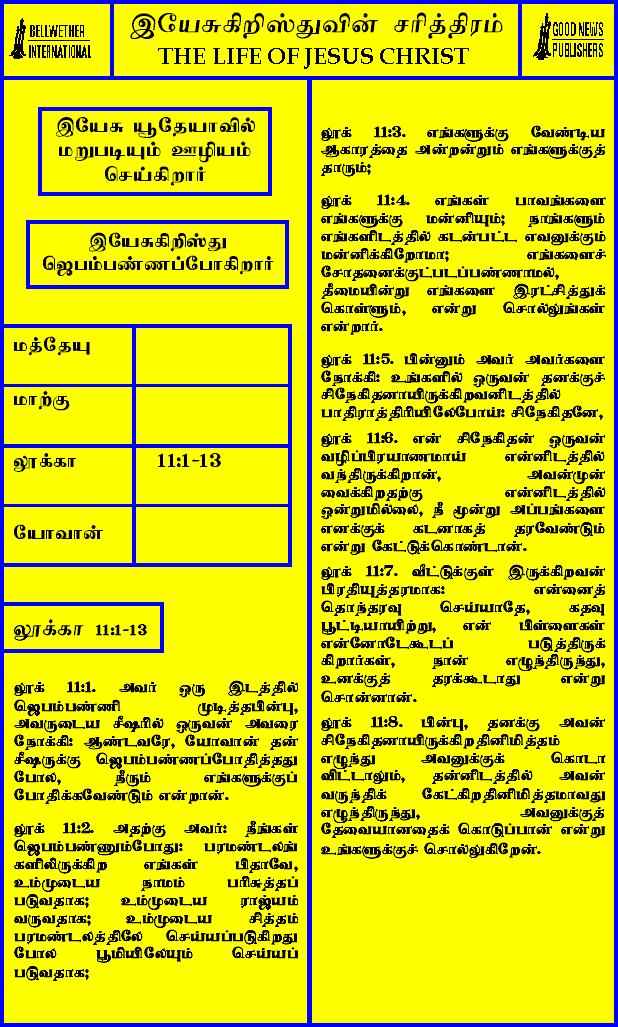 BELLWETHER
INTERNATIONAL
இயேசுகிறிஸ்துவின் சரித்திரம்
THE LIFE OF JESUS CHRIST
GOOD NEWS
PUBLISHERS
இயேசு யூதேயாவில்
மறுபடியும் ஊழியம்
செய்கிறார்
இயேசுகிறிஸ்து
ஜெபம்பண்ணப்போகிறார்
மத்தேயு
மாற்கு
லூக்கா 11:1-13
யோவான்
லூக்கா 11:1-13
லூக் 11:1. அவர் ஒரு இடத்தில்
ஜெபம்பண்ணி முடித்தபின்பு,
அவருடைய சீஷரில் ஒருவன் அவரை
நோக்கி: ஆண்டவரே, யோவான் தன்
சீஷருக்கு ஜெபம்பண்ணப்போதித்தது
போல, நீரும் எங்களுக்குப்
போதிக்கவேண்டும் என்றான்.
லூக் 11:2. அதற்கு அவர்: நீங்கள்
ஜெபம்பண்ணும்போது: பரமண்டலங்
களிலிருக்கிற எங்கள் பிதாவே,
உம்முடைய நாமம் பரிசுத்தப்
படுவதாக; உம்முடைய ராஜ்யம்
வருவதாக; உம்முடைய சித்தம்
பரமண்டலத்திலே செய்யப்படுகிறது
போல பூமியிலேயும் செய்யப்
படுவதாக;
லூக் 11:3. எங்களுக்கு வேண்டிய
ஆகாரத்தை அன்றன்றும் எங்களுக்குத்
தாரும்;
லூக் 11:4. எங்கள் பாவங்களை
எங்களுக்கு மன்னியும்; நாங்களும்
எங்களிடத்தில் கடன்பட்ட எவனுக்கும்
மன்னிக்கிறோமே; எங்களைச்
சோதனைக்குட்படப்பண்ணாமல்,
தீமையினின்று எங்களை இரட்சித்துக்
கொள்ளும், என்று சொல்லுங்கள்
என்றார்.
லூக் 11:5. பின்னும் அவர் அவர்களை
நோக்கி: உங்களில் ஒருவன் தனக்குச்
சிநேகிதனாயிருக்கிறவனிடத்தில்
பாதிராத்திரியிலேபோய்: சிநேகிதனே,
லூக் 11:6. என் சிநேகிதன் ஒருவன்
வழிப்பிரயாணமாய் என்னிடத்தில்
வந்திருக்கிறான், அவன்முன்
வைக்கிறதற்கு என்னிடத்தில்
ஒன்றுமில்லை, நீ மூன்று அப்பங்களை
எனக்குக் கடனாகத் தரவேண்டும்
என்று கேட்டுக்கொண்டான்.
லூக் 11:7. வீட்டுக்குள் இருக்கிறவன்
பிரதியுத்தரமாக: என்னைத்
தொந்தரவு செய்யாதே, கதவு
பூட்டியாயிற்று, என் பிள்ளைகள்
என்னோடேகூடப் படுத்திருக்
கிறார்கள், நான் எழுந்திருந்து,
உனக்குத் தரக்கூடாது என்று
சொன்னான்.
லூக் 11:8. பின்பு, தனக்கு அவன்
சிநேகிதனாயிருக்கிறதினிமித்தம்
எழுந்து அவனுக்குக் கொடா
விட்டாலும், தன்னிடத்தில் அவன்
வருந்திக் கேட்கிறதினிமித்தமாவது
எழுந்திருந்து, அவனுக்குத்
தேவையானதைக் கொடுப்பான் என்று
உங்களுக்குச் சொல்லுகிறேன்.